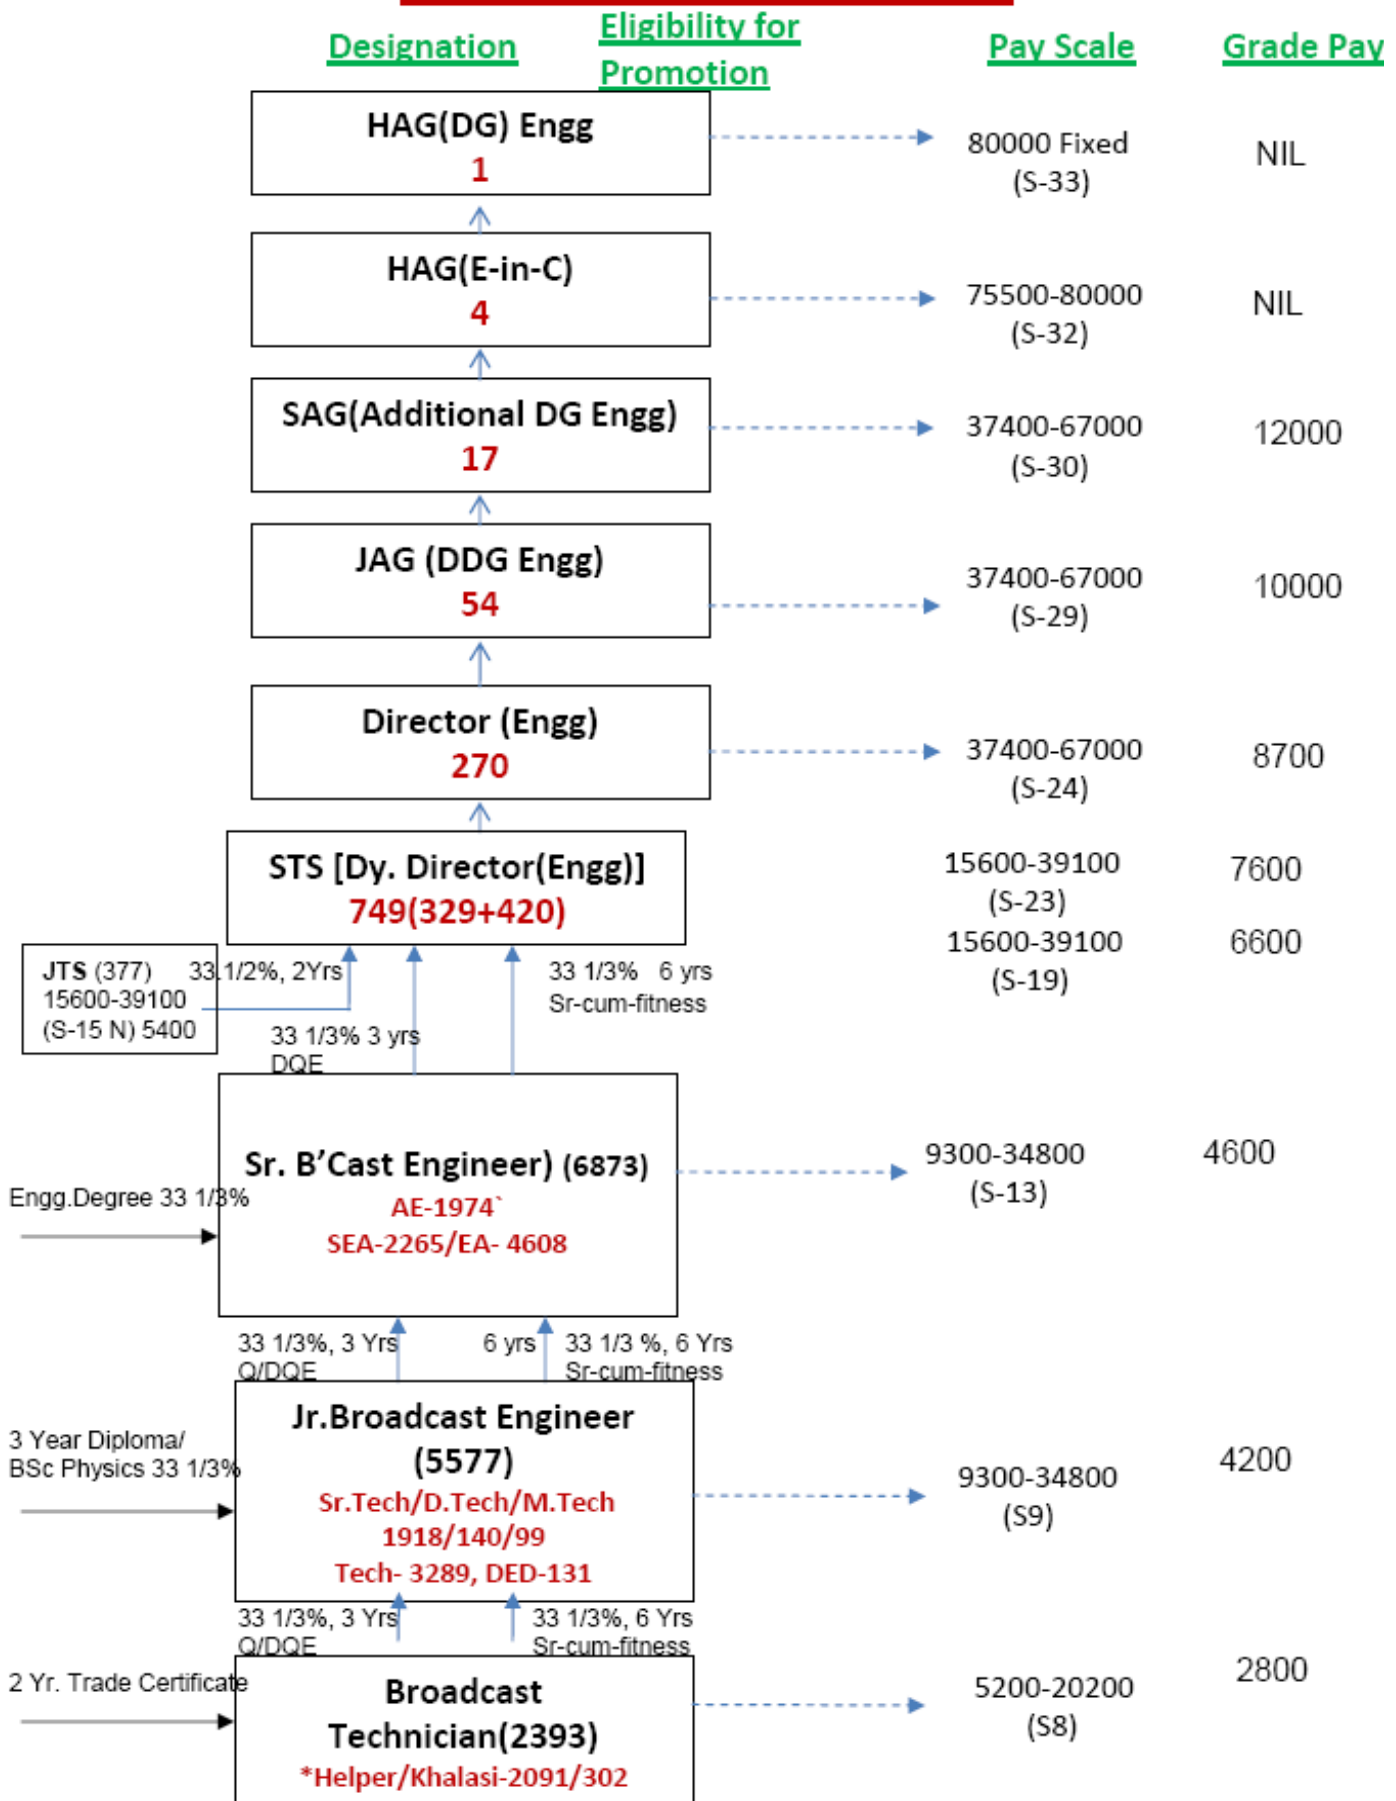 Designation
Eligibility for
Promotion
Pay Scale
Grade Pay
HAG(DG) Engg
1
80000 Fixed
(S-33)
NIL
HAG(E-in-C)
4
75500-80000
(S-32)
NIL
SAG(Additional DG Engg)
17
37400-67000
(S-30)
12000
JAG (DDG Engg)
54
37400-67000
(S-29)
10000
Director (Engg)
270
37400-67000
(S-24)
8700
STS [Dy. Director(Engg)]
749(329+420)
15600-39100
(S-23)
7600
15600-39100
(S-19)
6600
JTS (377)
15600-39100
(S-15 N) 5400
33.1/2%, 2Yrs
33 1/3% 6 yrs
Sr-cum-fitness
33 1/3% 3 yrs
DQE
Sr. B'Cast Engineer) (6873)
AE-1974`
SEA-2265/EA- 4608
Engg.Degree 33 1/3%
9300-34800
(S-13)
4600
33 1/3%, 3 Yrs
Q/DQE
6 yrs
33 1/3 %, 6 Yrs
Sr-cum-fitness
Jr.Broadcast Engineer
(5577)
Sr.Tech/D.Tech/M.Tech
1918/140/99
Tech- 3289, DED-131
3 Year Diploma/
BSc Physics 33 1/3%
9300-34800
(S9)
4200
33 1/3%, 3 Yrs
Q/DQE
33 1/3%, 6 Yrs
Sr-cum-fitness
2 Yr. Trade Certificate
Broadcast
Technician(2393)
*Helper/Khalasi-2091/302
5200-20200
(S8)
2800